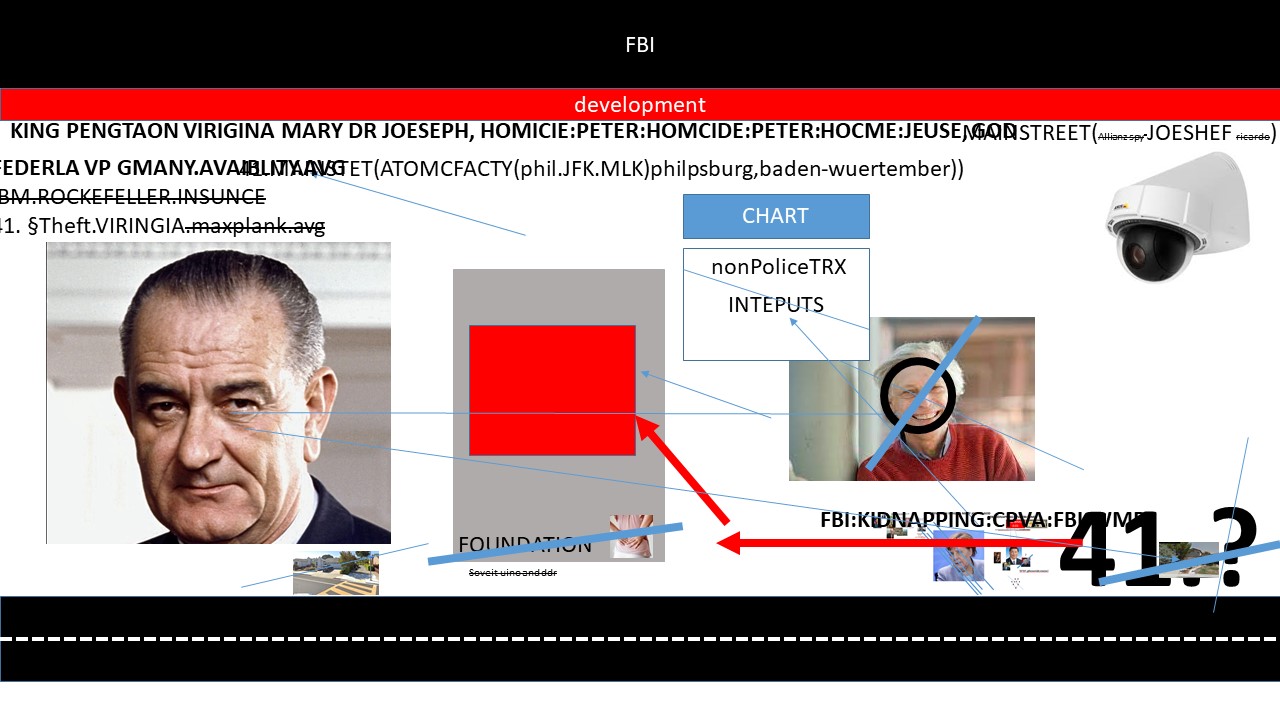 FBI
development
KING PENGTAON VIRIGINA MARY DR JOESEPH, HOMICIE:PETER:HOMCIDE:PETER:HOCME:JEUSE, GOD
MAINSTREET(Allianz spy JOESHEF ricardo)
FEDERLA VP GMANY.AVAIBLITY.AVG
41.MAINSTET(ATOMCFACTY(phil.JFK.MLK)philpsburg,baden-wuertember))
IBM.ROCKEFELLER.INSUNCE
41. §Theft.VIRINGIA.maxplank.avg
CHART
nonPoliceTRX
INTEPUTS
FBI:KIDNAPPING:CPVA:FBI
41.?
FOUNDATION
Soveit uino and ddr